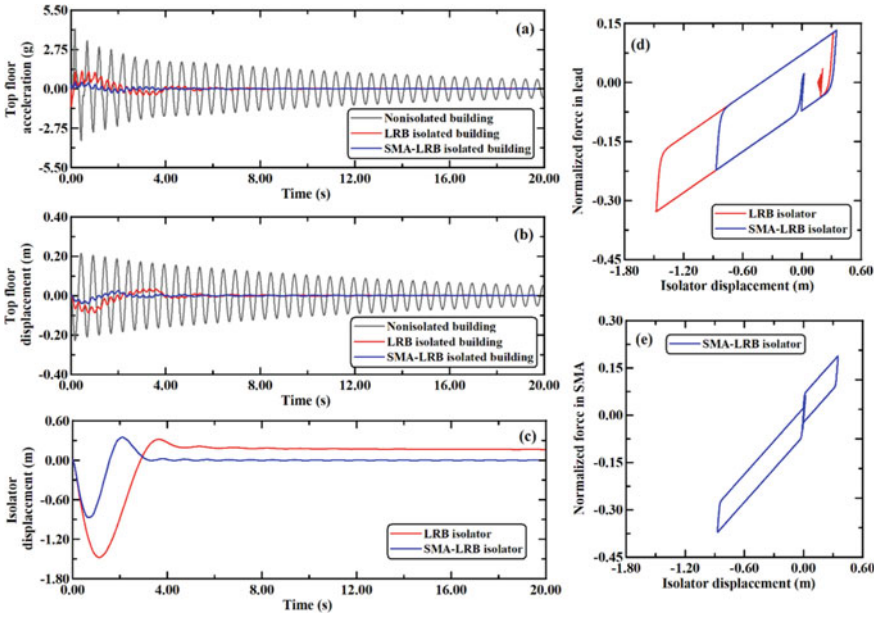 5.50
2.75
0.00
-2.75
-5.50
Top floor
acceleration (g)
(a)
Nonisolated building
LRB isolated building
SMA-LRB isolated building
0.00 4.00 8.00 12.00 16.00 20.00
Time (s)
0.40
0.20
0.00
-0.20
-0.40
Top floor
displacement (m)
(b)
Nonisolated building
LRB isolated building
SMA-LRB isolated building
0.00 4.00 8.00 12.00 16.00 20.00
Time (s)
0.60
0.00
-0.60
-1.20
-1.80
Isolator
displacement (m)
(c)
LRB isolator
SMA-LRB isolator
0.00 4.00 8.00 12.00 16.00 20.00
Time (s)
0.15
0.00
-0.15
-0.30
-0.45
Normalized force in lead
(d)
LRB isolator
SMA-LRB isolator
-1.80 -1.20 -0.60 0.00 0.60
Isolator displacement (m)
0.30
0.15
0.00
-0.15
-0.30
-0.45
Normalized force in SMA
(e)
SMA-LRB isolator
-1.80 -1.20 -0.60 0.00 0.60
Isolator displacement (m)